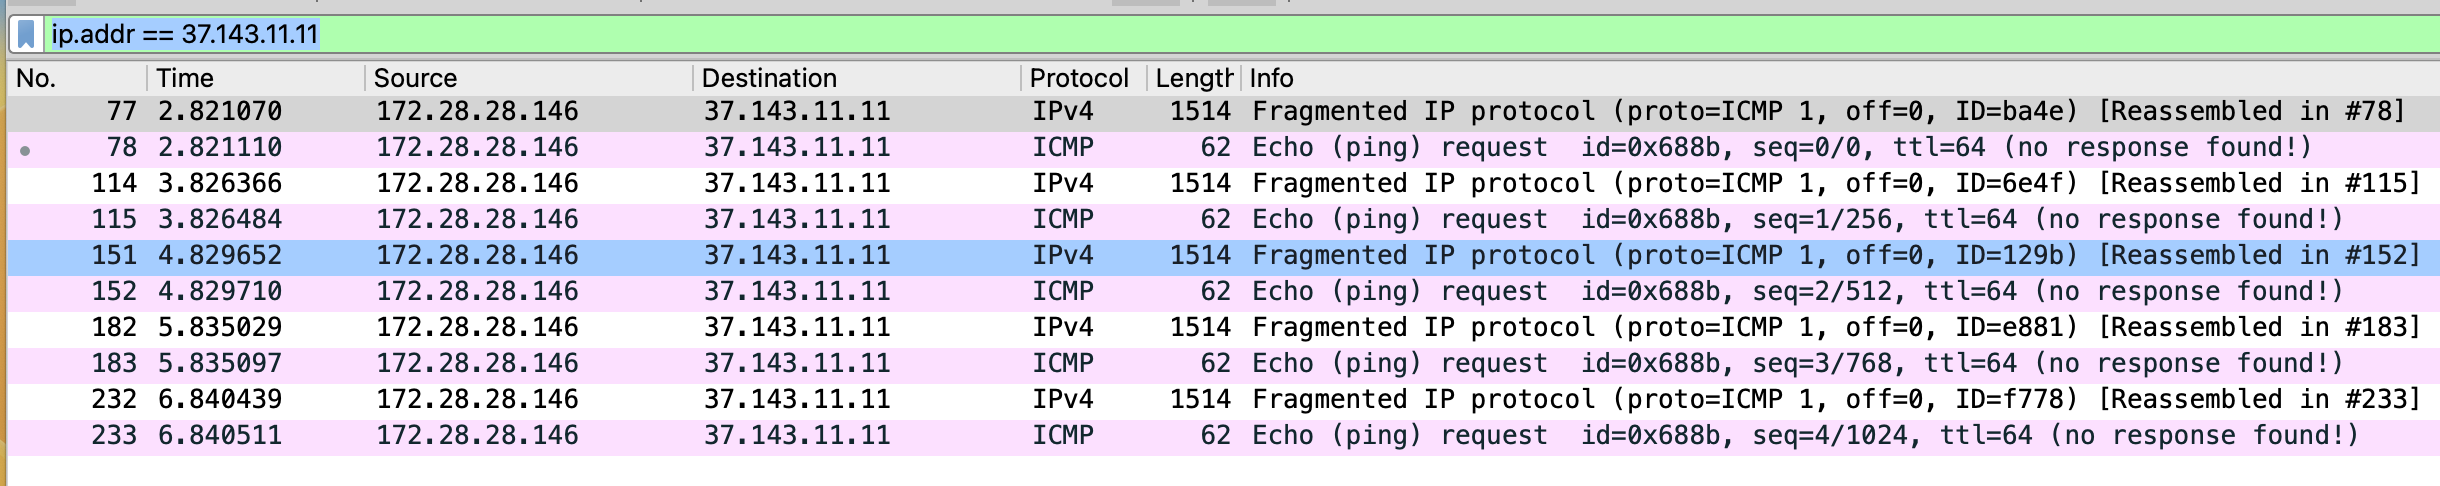 ip.addr == 37.143.11.11
No. Time Source Destination Protocol Length Info
77 2.821070 172.28.28.146 37.143.11.11 IPv4 1514 Fragmented IP protocol (proto=ICMP 1, off=0, ID=ba4e) [Reassembled in #78]
78 2.821110 172.28.28.146 37.143.11.11 ICMP 62 Echo (ping) request id=0x688b, seq=0/0, ttl=64 (no response found!)
114 3.826366 172.28.28.146 37.143.11.11 IPv4 1514 Fragmented IP protocol (proto=ICMP 1, off=0, ID=6e4f) [Reassembled in #115]
115 3.826484 172.28.28.146 37.143.11.11 ICMP 62 Echo (ping) request id=0x688b, seq=1/256, ttl=64 (no response found!)
151 4.829652 172.28.28.146 37.143.11.11 IPv4 1514 Fragmented IP protocol (proto=ICMP 1, off=0, ID=129b) [Reassembled in #152]
152 4.829710 172.28.28.146 37.143.11.11 ICMP 62 Echo (ping) request id=0x688b, seq=2/512, ttl=64 (no response found!)
182 5.835029 172.28.28.146 37.143.11.11 IPv4 1514 Fragmented IP protocol (proto=ICMP 1, off=0, ID=e881) [Reassembled in #183]
183 5.835097 172.28.28.146 37.143.11.11 ICMP 62 Echo (ping) request id=0x688b, seq=3/768, ttl=64 (no response found!)
232 6.840439 172.28.28.146 37.143.11.11 IPv4 1514 Fragmented IP protocol (proto=ICMP 1, off=0, ID=f778) [Reassembled in #233]
233 6.840511 172.28.28.146 37.143.11.11 ICMP 62 Echo (ping) request id=0x688b, seq=4/1024, ttl=64 (no response found!)